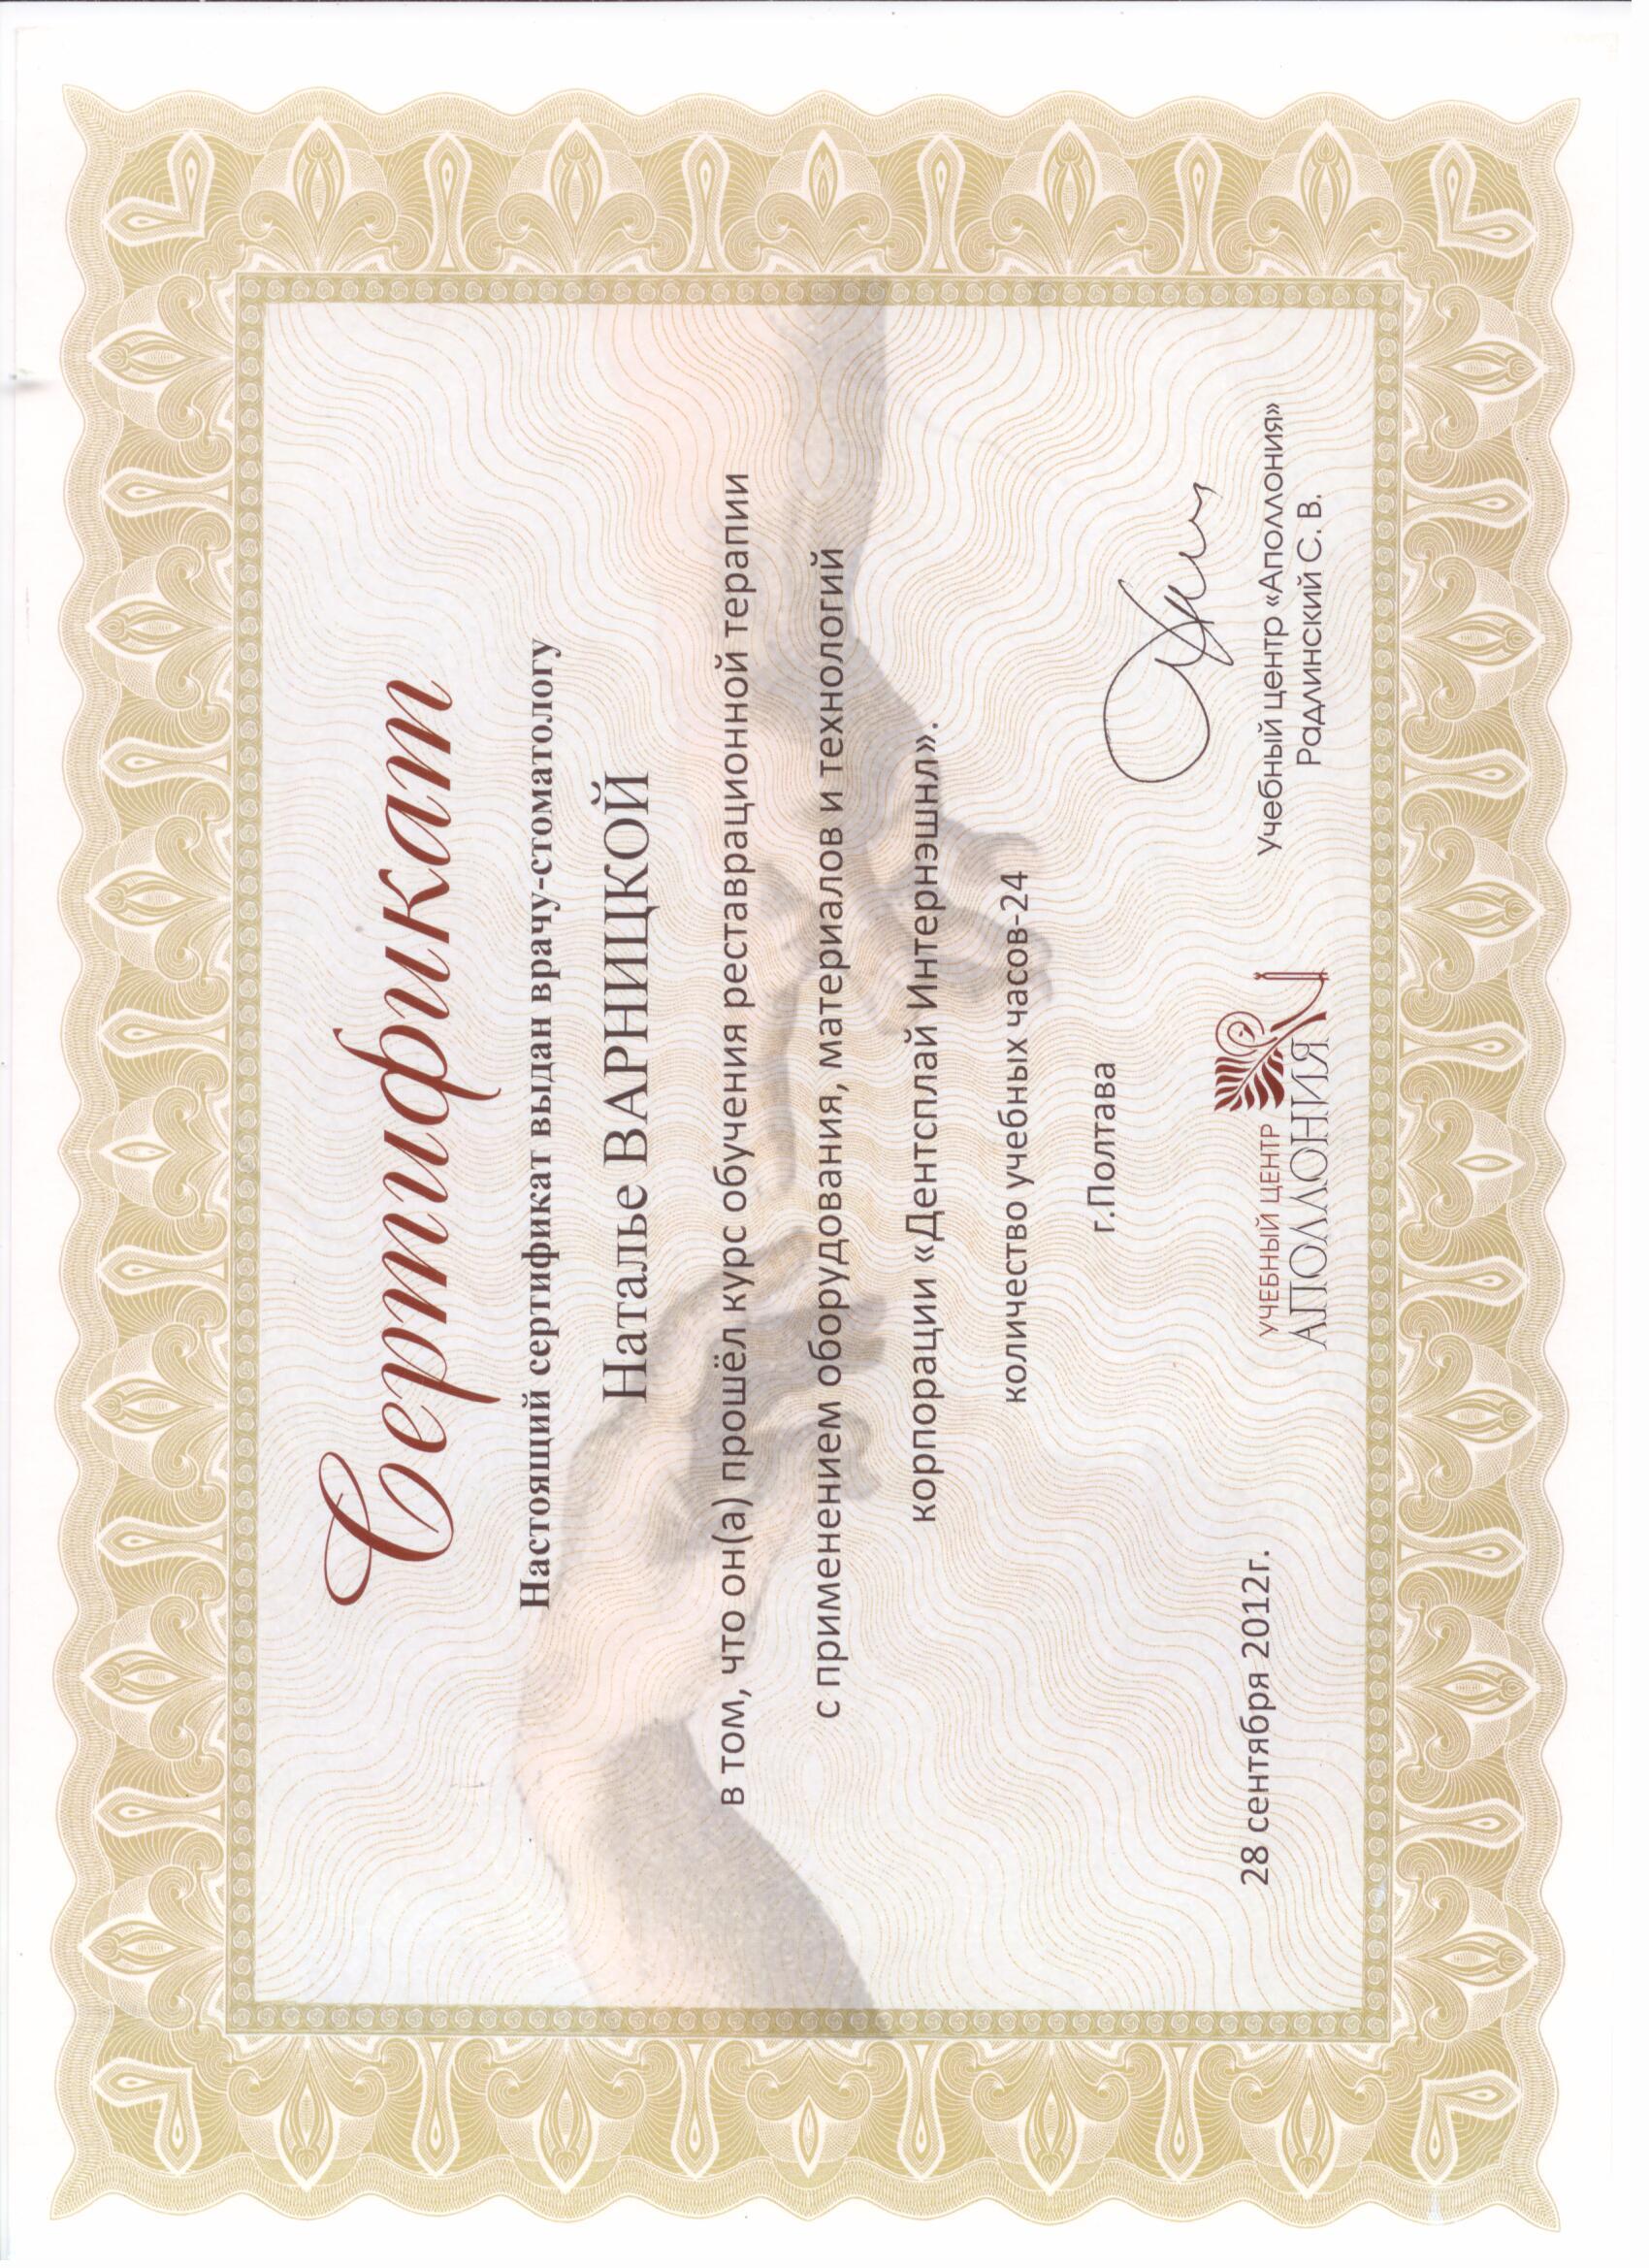 Сертификат
Настоящий сертификат выдан врачу-стоматологу
Наталье ВАРНИЦКОЙ
в том, что он(а) прошёл курс обучения реставрационной терапии
с применением оборудования, материалов и технологий
корпорации «Дентсплай Интернэшнл».
количество учебных часов-24
г.Полтава
28 сентября 2012г.
УЧЕБНЫЙ ЦЕНТР
АПОЛЛОНИЯ
Учебный центр «Аполлония»
Радлинский С. В.